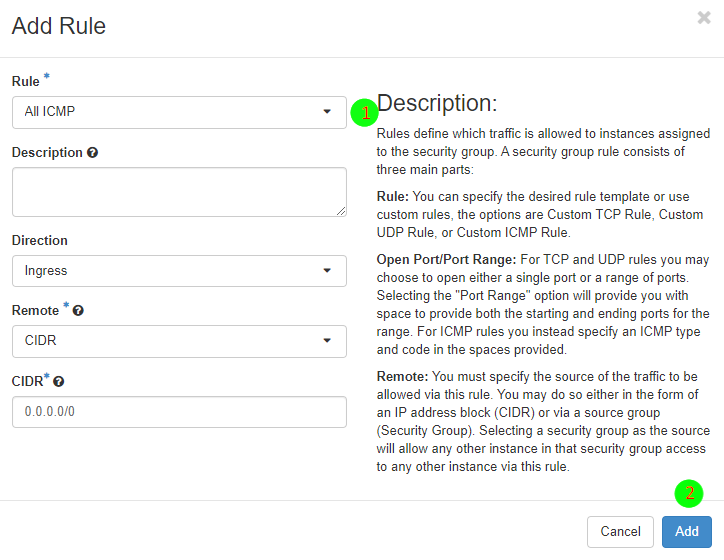 Add Rule
×
Rule *
All ICMP
1
Description ?
Direction
Ingress
Remote * ?
CIDR
CIDR* ?
0.0.0.0/0
Description:
Rules define which traffic is allowed to instances assigned
to the security group. A security group rule consists of
three main parts:
Rule: You can specify the desired rule template or use
custom rules, the options are Custom TCP Rule, Custom
UDP Rule, or Custom ICMP Rule.
Open Port/Port Range: For TCP and UDP rules you may
choose to open either a single port or a range of ports.
Selecting the "Port Range" option will provide you with
space to provide both the starting and ending ports for the
range. For ICMP rules you instead specify an ICMP type
and code in the spaces provided.
Remote: You must specify the source of the traffic to be
allowed via this rule. You may do so either in the form of
an IP address block (CIDR) or via a source group
(Security Group). Selecting a security group as the source
will allow any other instance in that security group access
to any other instance via this rule.
2
Cancel
Add